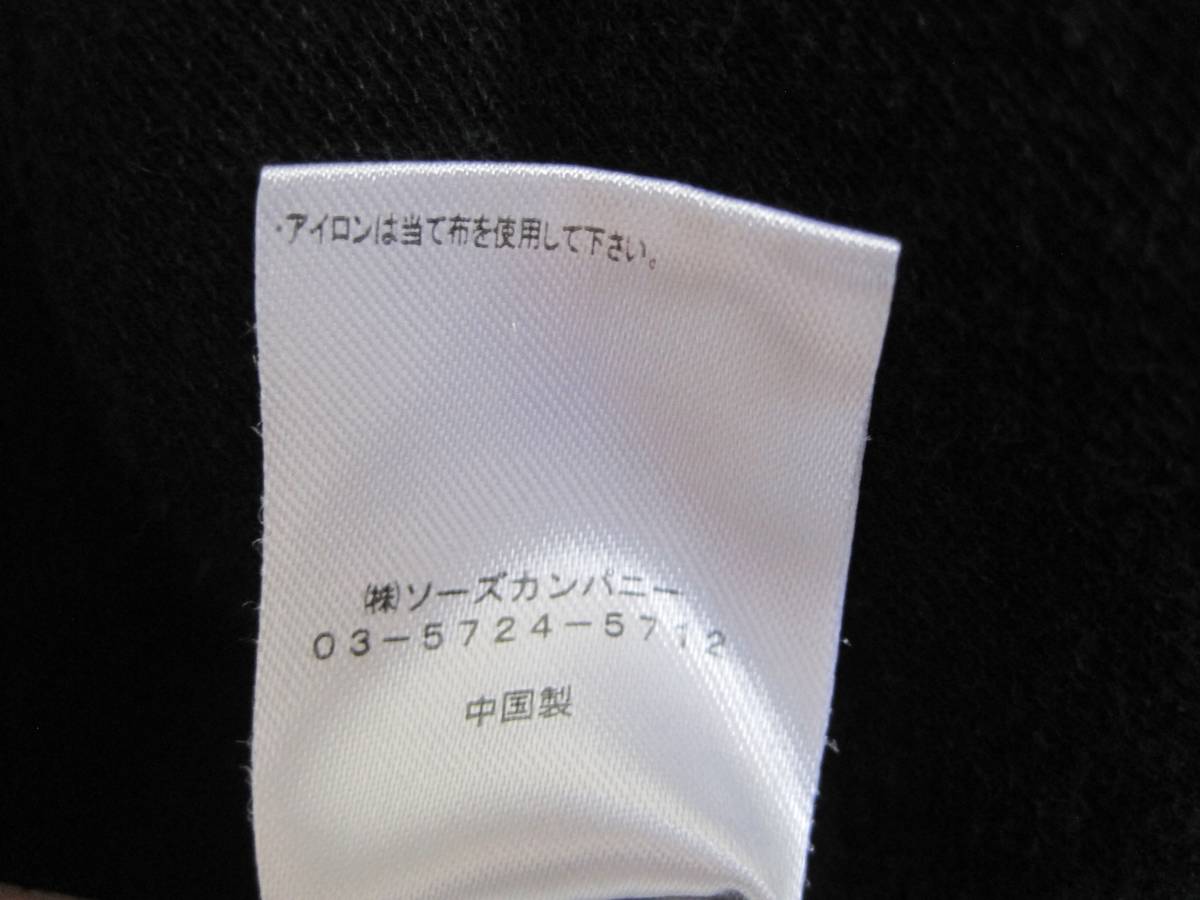 ・アイロンは当て布を使用して下さい。
㈱ソーズカンパニー
03-5724-5712
中国製